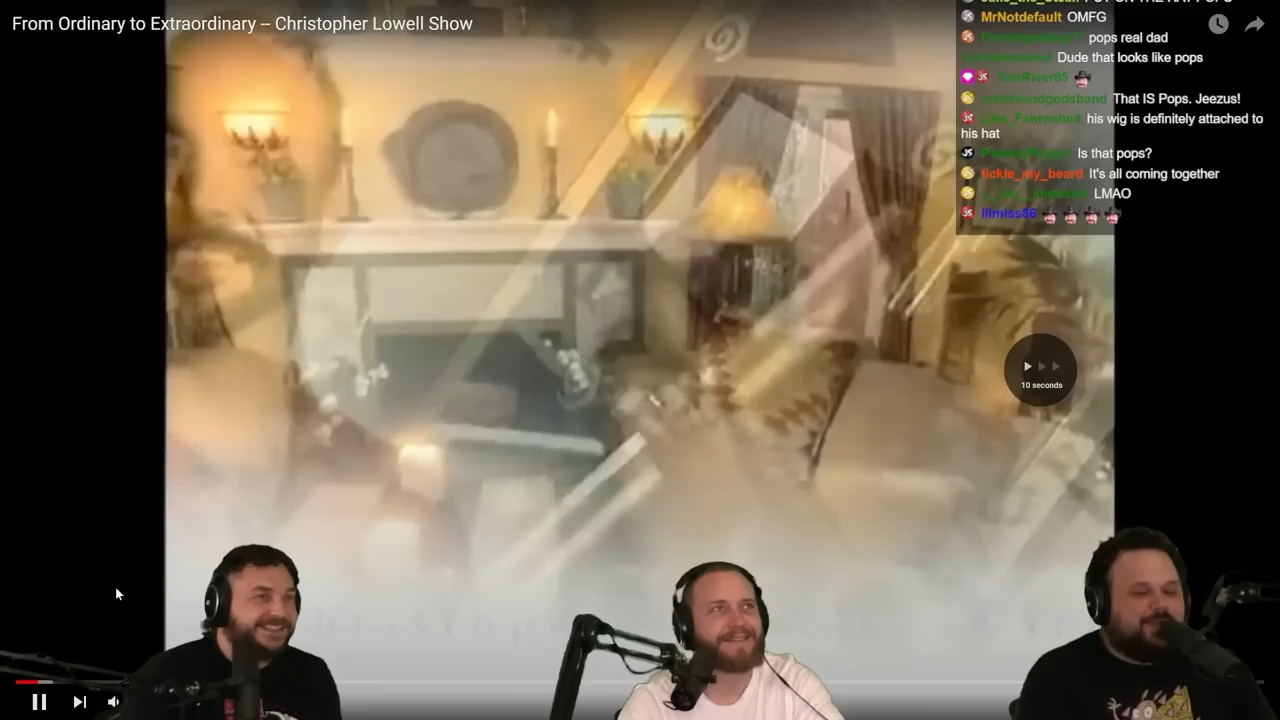 From Ordinary to Extraordinary – Christopher Lowell Show
MrNotdefault OMFG
pops real dad
Dude that looks like pops
ToloRiver85
That IS Pops. Jeezus!
his wig is definitely attached to
his hat
Is that pops?
tickle_my_beard It's all coming together
LMAO
illmiss86
10 seconds